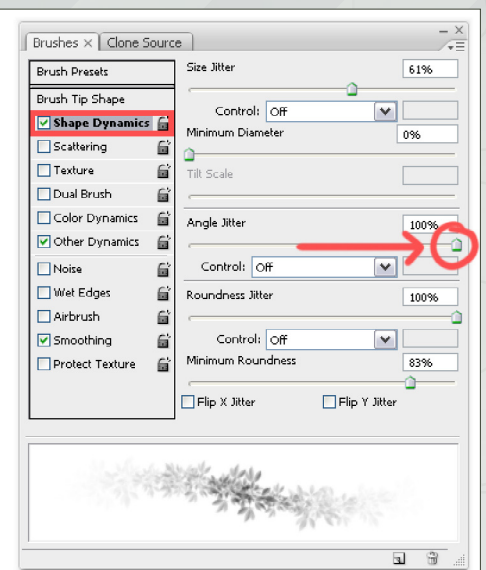 Brushes × Clone Source
Brush Presets
Brush Tip Shape
Shape Dynamics
Scattering
Texture
Dual Brush
Color Dynamics
Other Dynamics
Noise
Wet Edges
Airbrush
Smoothing
Protect Texture
Size Jitter 61%
Control: Off
Minimum Diameter 0%
Tilt Scale
Angle Jitter 100%
Control: Off
Roundness Jitter 100%
Control: Off
Minimum Roundness 83%
Flip X Jitter Flip Y Jitter